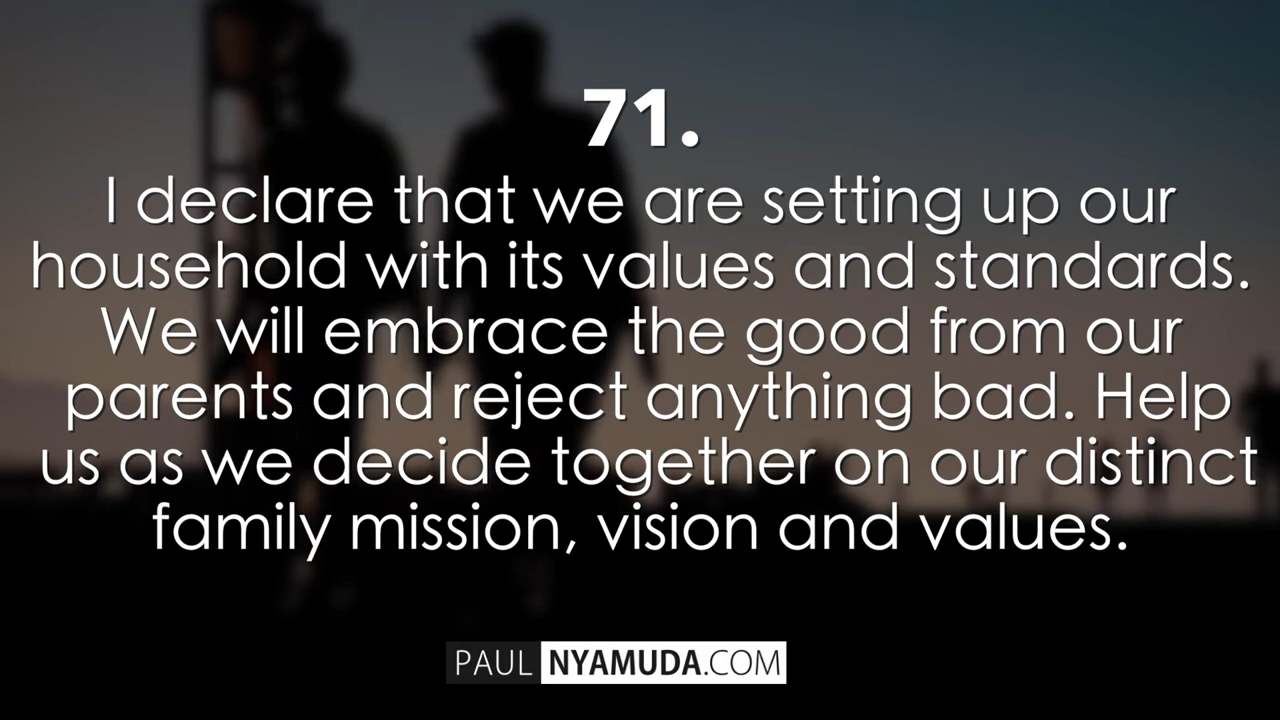 71.
I declare that we are setting up our
household with its values and standards.
We will embrace the good from our
parents and reject anything bad. Help
us as we decide together on our distinct
family mission, vision and values.
PAUL NYAMUDA.COM